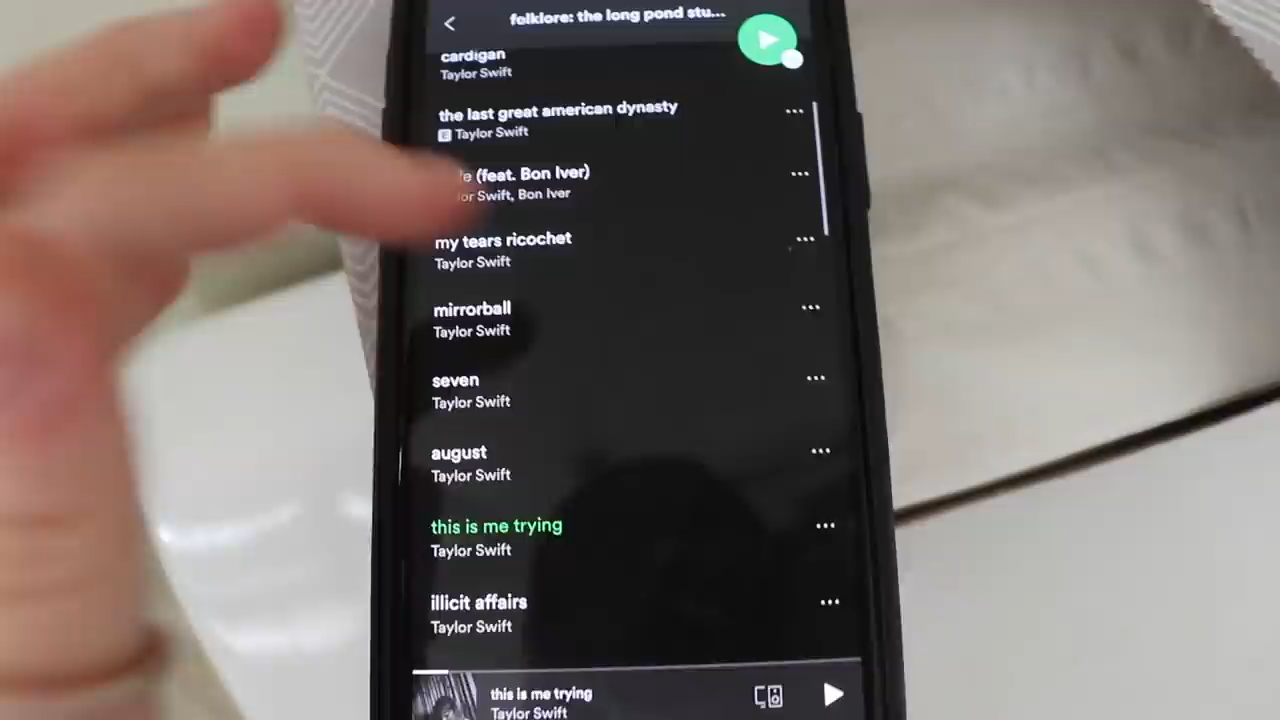 folklore: the long pond stu...
cardigan
Taylor Swift
the last great american dynasty
E Taylor Swift
(feat. Bon Iver)
Swift, Bon Iver
my tears ricochet
Taylor Swift
mirrorball
Taylor Swift
seven
Taylor Swift
august
Taylor Swift
this is me trying
Taylor Swift
illicit affairs
Taylor Swift
this is me trying
Taylor Swift